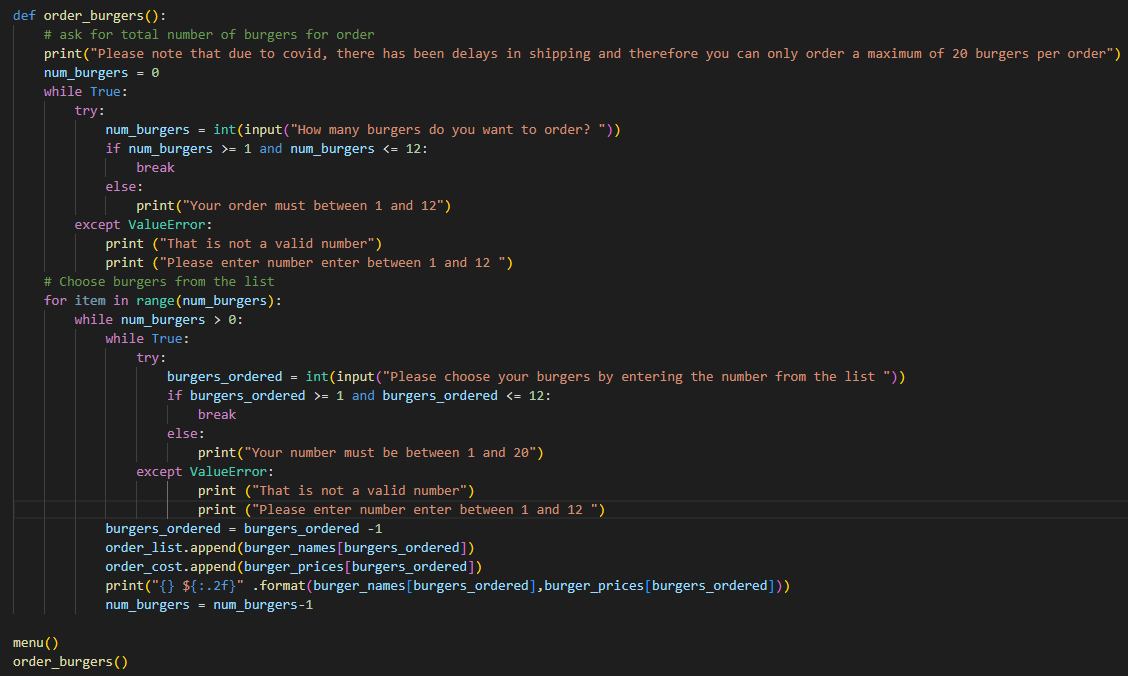 def order_burgers():
    # ask for total number of burgers for order
    print("Please note that due to covid, there has been delays in shipping and therefore you can only order a maximum of 20 burgers per order")
    num_burgers = 0
    while True:
        try:
            num_burgers = int(input("How many burgers do you want to order? "))
            if num_burgers >= 1 and num_burgers <= 12:
                break
            else:
                print("Your order must between 1 and 12")
        except ValueError:
            print ("That is not a valid number")
            print ("Please enter number enter between 1 and 12 ")
    # Choose burgers from the list
    for item in range(num_burgers):
        while num_burgers > 0:
            while True:
                try:
                    burgers_ordered = int(input("Please choose your burgers by entering the number from the list "))
                    if burgers_ordered >= 1 and burgers_ordered <= 12:
                        break
                    else:
                        print("Your number must be between 1 and 20")
                except ValueError:
                        print ("That is not a valid number")
                        print ("Please enter number enter between 1 and 12 ")
            burgers_ordered = burgers_ordered -1
            order_list.append(burger_names[burgers_ordered])
            order_cost.append(burger_prices[burgers_ordered])
            print("{} ${:.2f}" .format(burger_names[burgers_ordered],burger_prices[burgers_ordered]))
            num_burgers = num_burgers-1

menu()
order_burgers()